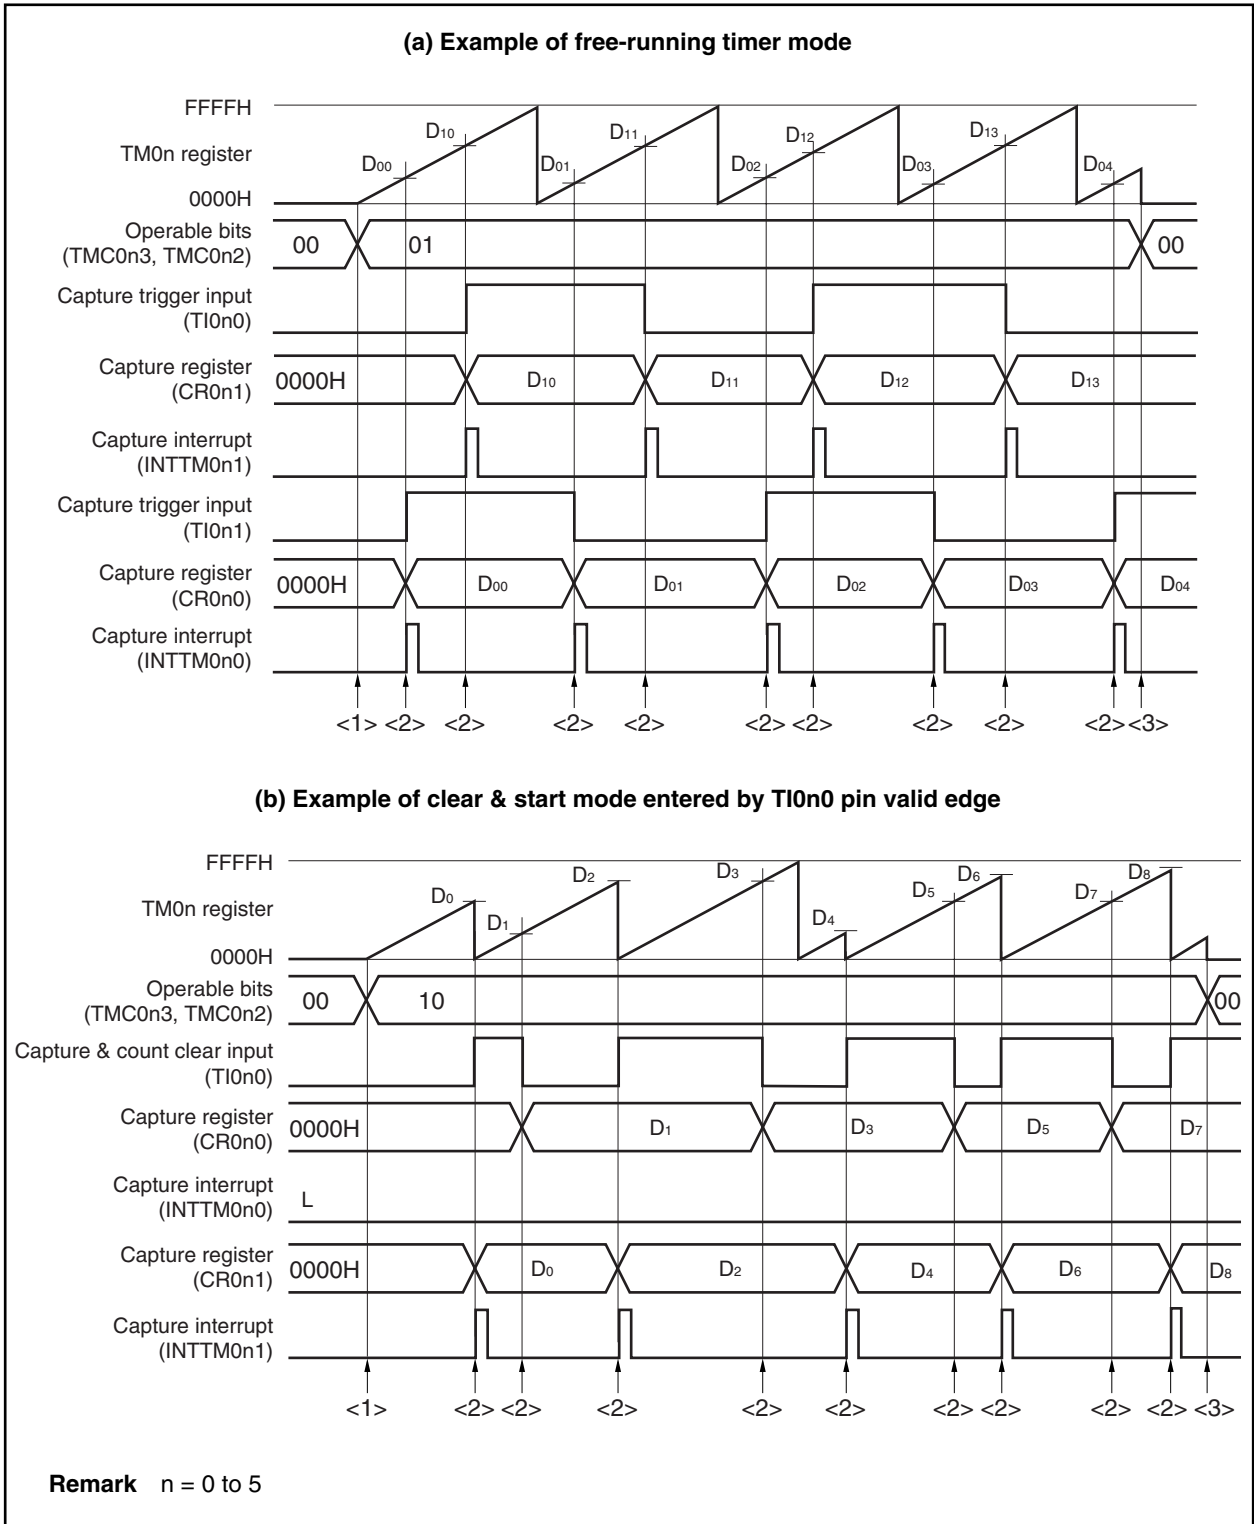 (a) Example of free-running timer mode
FFFFH
TM0n register
0000H
D10
D00
D11
D01
D12
D02
D13
D03
D04
Operable bits
(TMC0n3, TMC0n2)
00
01
00
Capture trigger input
(TI0n0)
Capture register
(CR0n1)
0000H
D10
D11
D12
D13
Capture interrupt
(INTTM0n1)
Capture trigger input
(TI0n1)
Capture register
(CR0n0)
0000H
D00
D01
D02
D03
D04
Capture interrupt
(INTTM0n0)
<1> <2> <2> <2> <2> <2> <2> <2> <2> <2> <3>
(b) Example of clear & start mode entered by TI0n0 pin valid edge
FFFFH
TM0n register
0000H
D0
D1
D2
D3
D4
D5
D6
D7
D8
Operable bits
(TMC0n3, TMC0n2)
00
10
00
Capture & count clear input
(TI0n0)
Capture register
(CR0n0)
0000H
D1
D3
D5
D7
Capture interrupt
(INTTM0n0)
L
Capture register
(CR0n1)
0000H
D0
D2
D4
D6
D8
Capture interrupt
(INTTM0n1)
<1> <2> <2> <2> <2> <2> <2> <2> <2> <2> <3>
Remark n = 0 to 5